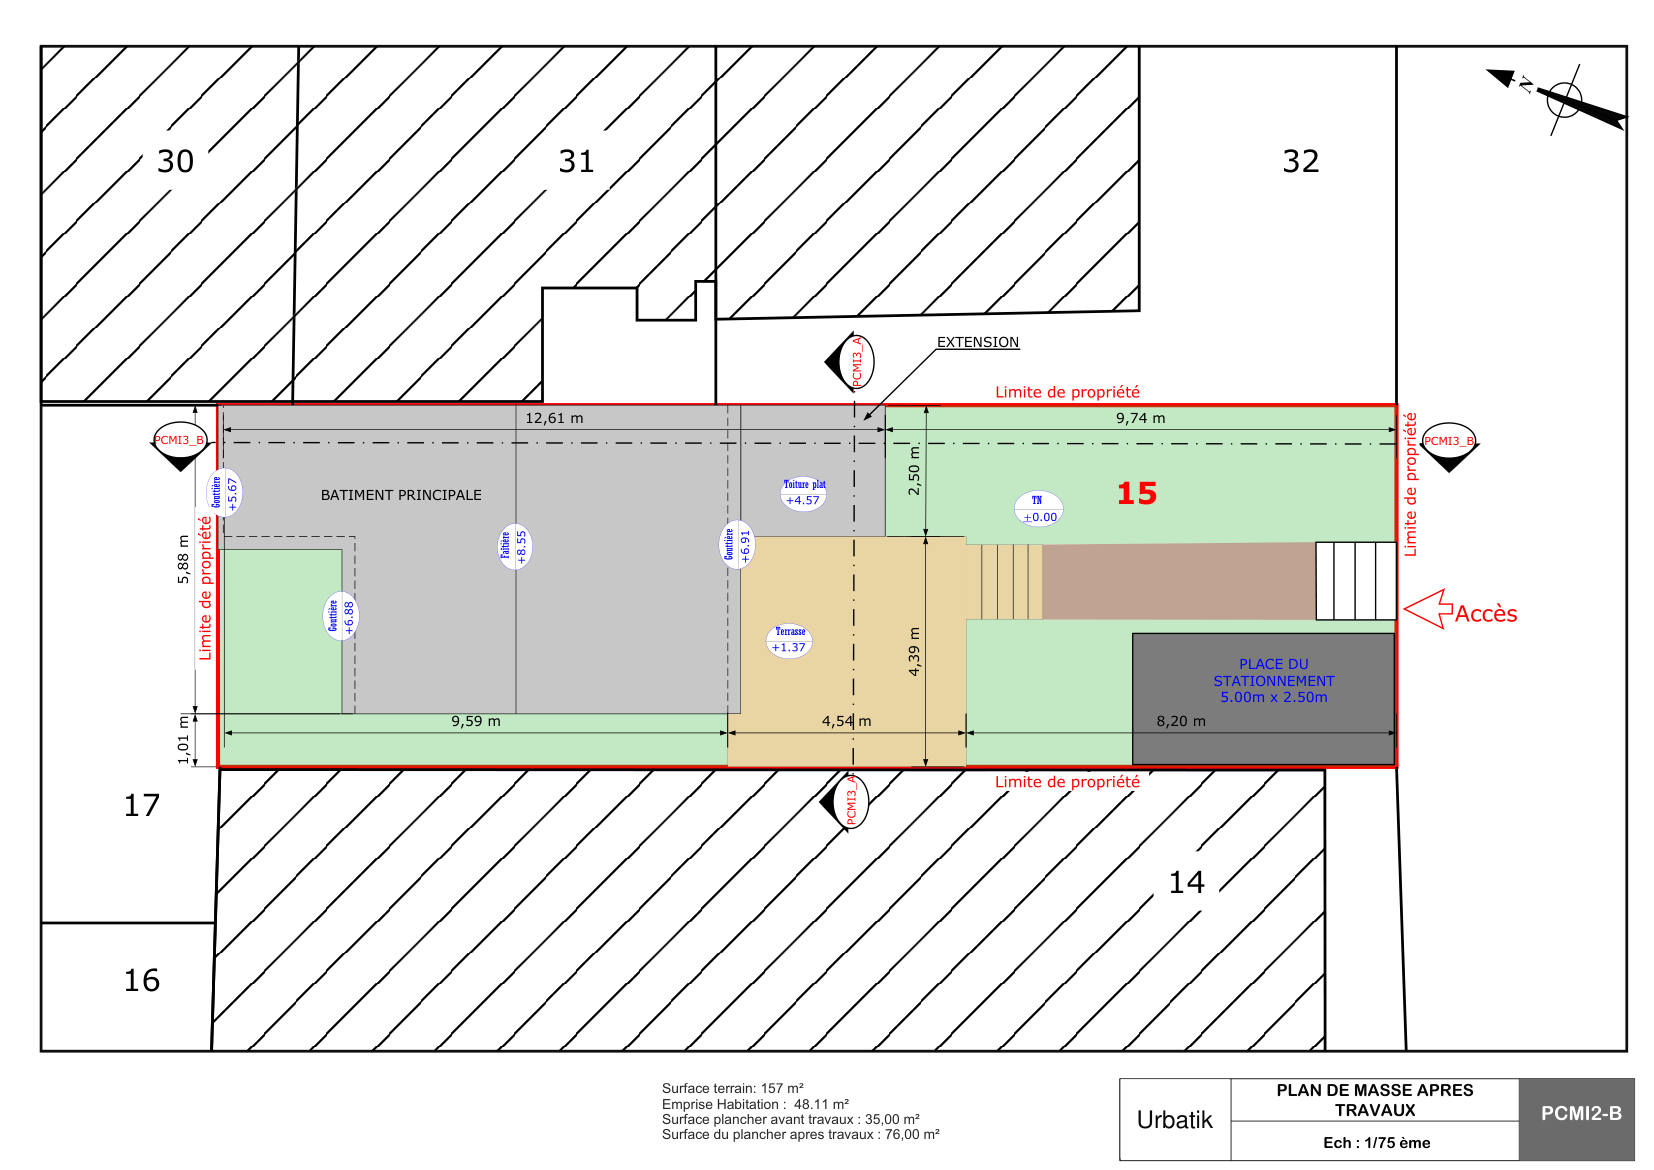 N
30
31
32
PCMI3_A
EXTENSION
Limite de propriété
12,61 m
9,74 m
PCMI3_B
PCMI3_B
Limite de propriété
2,50 m
Gouttière
+5.67
BATIMENT PRINCIPALE
Toiture plat
+4.57
15
TN
±0.00
Faîtière
+8.55
Gouttière
+6.91
5,88 m
Limite de propriété
Gouttière
+6.88
Terrasse
+1.37
4,39 m
Accès
PLACE DU
STATIONNEMENT
5.00m x 2.50m
1,01 m
9,59 m
4,54 m
8,20 m
Limite de propriété
PCMI3_A
17
14
16
Surface terrain: 157 m²
Emprise Habitation : 48.11 m²
Surface plancher avant travaux : 35,00 m²
Surface du plancher apres travaux : 76,00 m²
Urbatik
PLAN DE MASSE APRES
TRAVAUX
Ech : 1/75 ème
PCMI2-B